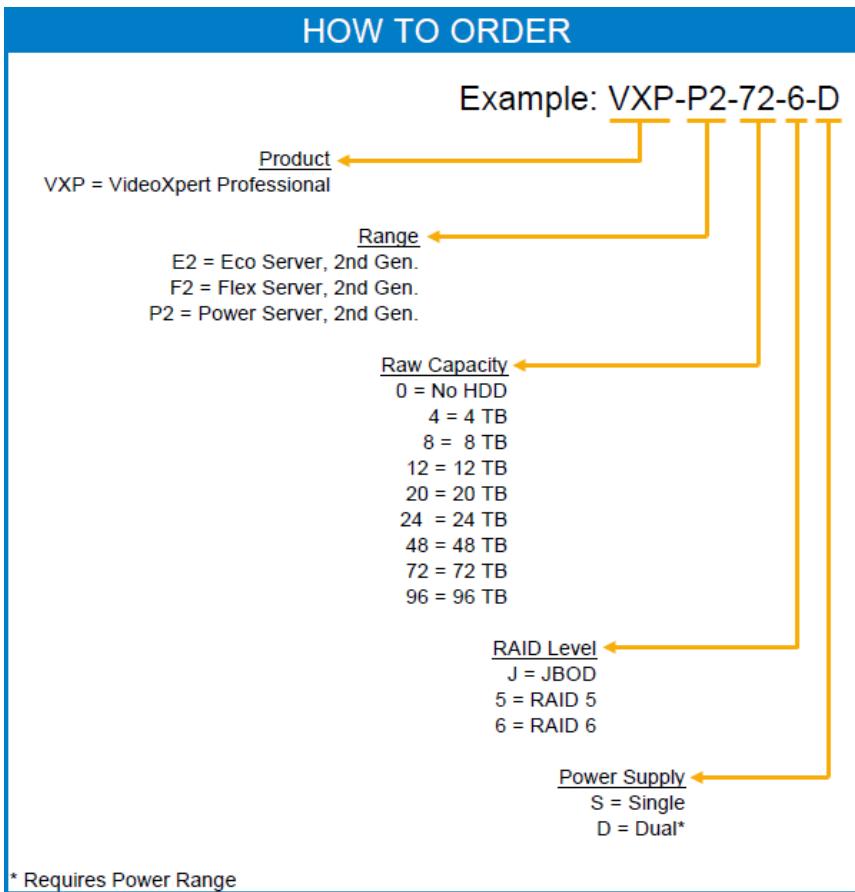 HOW TO ORDER
Example: VXP-P2-72-6-D
Product
VXP = VideoXpert Professional
Range
E2 = Eco Server, 2nd Gen.
F2 = Flex Server, 2nd Gen.
P2 = Power Server, 2nd Gen.
Raw Capacity
0 = No HDD
4 = 4 TB
8 =  8 TB
12 = 12 TB
20 = 20 TB
24  = 24 TB
48 = 48 TB
72 = 72 TB
96 = 96 TB
RAID Level
J = JBOD
5 = RAID 5
6 = RAID 6
Power Supply
S = Single
D = Dual*
* Requires Power Range